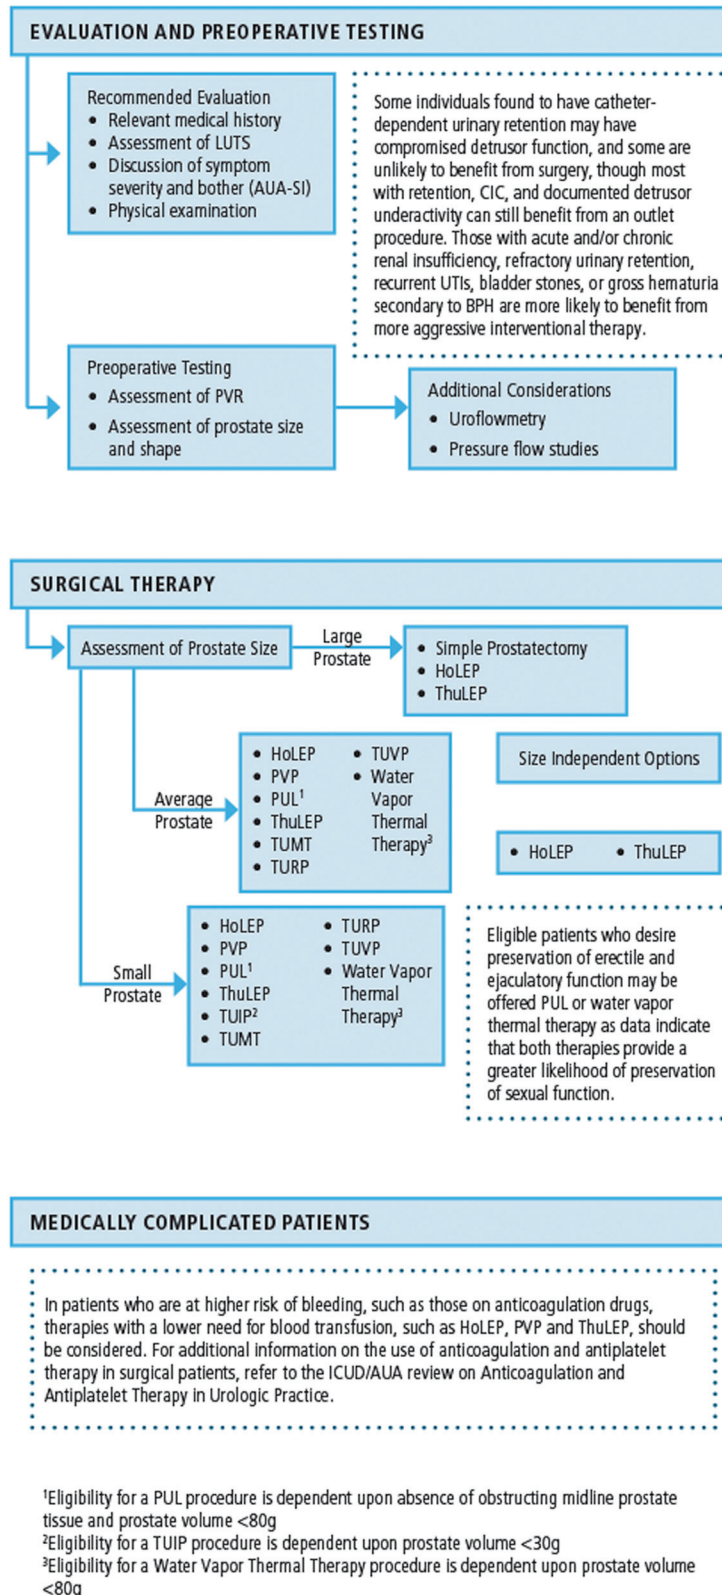 EVALUATION AND PREOPERATIVE TESTING
Recommended Evaluation
• Relevant medical history
• Assessment of LUTS
• Discussion of symptom
severity and bother (AUA-SI)
• Physical examination
Some individuals found to have catheter-
dependent urinary retention may have
compromised detrusor function, and some are
unlikely to benefit from surgery, though most
with retention, CIC, and documented detrusor
underactivity can still benefit from an outlet
procedure. Those with acute and/or chronic
renal insufficiency, refractory urinary retention,
recurrent UTIs, bladder stones, or gross hematuria
secondary to BPH are more likely to benefit from
more aggressive interventional therapy.
Preoperative Testing
• Assessment of PVR
• Assessment of prostate size
and shape
Additional Considerations
• Uroflowmetry
• Pressure flow studies
SURGICAL THERAPY
Assessment of Prostate Size
Large
Prostate
• Simple Prostatectomy
• HoLEP
• ThuLEP
Average
Prostate
• HoLEP
• PVP
• PUL¹
• ThuLEP
• TUMT
• TURP
• TUVP
• Water
Vapor
Thermal
Therapy³
Size Independent Options
• HoLEP • ThuLEP
Small
Prostate
• HoLEP
• PVP
• PUL¹
• ThuLEP
• TUIP²
• TUMT
• TURP
• TUVP
• Water Vapor
Thermal
Therapy³
Eligible patients who desire
preservation of erectile and
ejaculatory function may be
offered PUL or water vapor
thermal therapy as data indicate
that both therapies provide a
greater likelihood of preservation
of sexual function.
MEDICALLY COMPLICATED PATIENTS
In patients who are at higher risk of bleeding, such as those on anticoagulation drugs,
therapies with a lower need for blood transfusion, such as HoLEP, PVP and ThuLEP, should
be considered. For additional information on the use of anticoagulation and antiplatelet
therapy in surgical patients, refer to the ICUD/AUA review on Anticoagulation and
Antiplatelet Therapy in Urologic Practice.
¹Eligibility for a PUL procedure is dependent upon absence of obstructing midline prostate
tissue and prostate volume <80g
²Eligibility for a TUIP procedure is dependent upon prostate volume <30g
³Eligibility for a Water Vapor Thermal Therapy procedure is dependent upon prostate volume
<80g